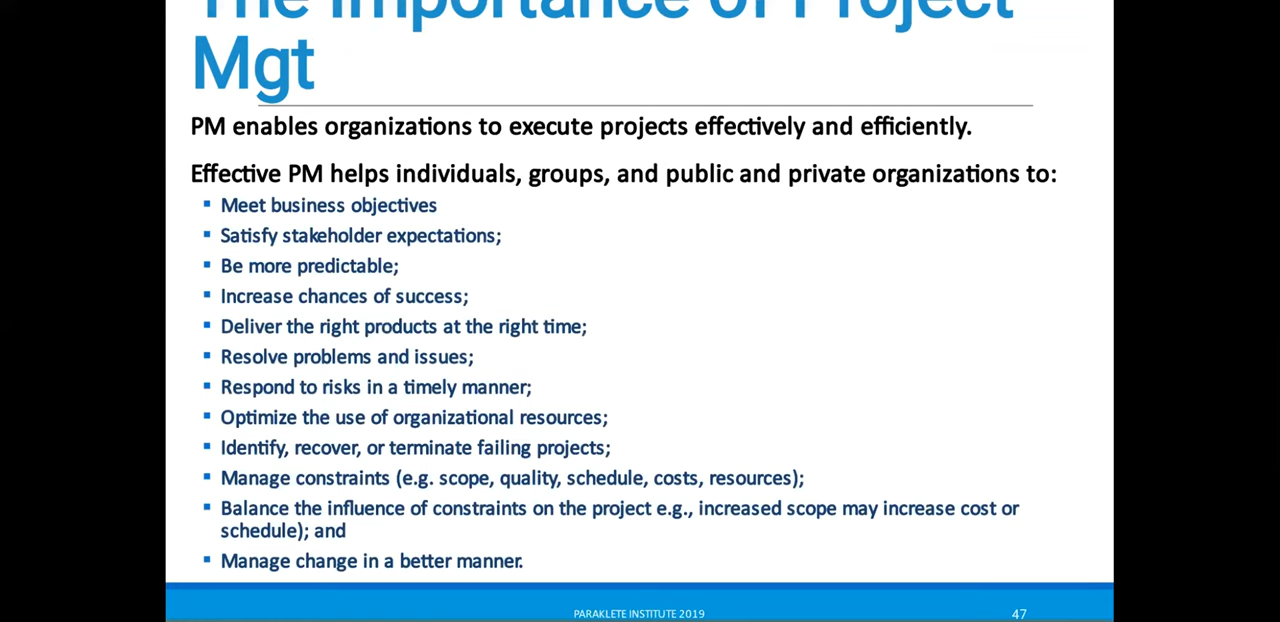 The Importance of Project
Mgt
PM enables organizations to execute projects effectively and efficiently.
Effective PM helps individuals, groups, and public and private organizations to:
▪ Meet business objectives
▪ Satisfy stakeholder expectations;
▪ Be more predictable;
▪ Increase chances of success;
▪ Deliver the right products at the right time;
▪ Resolve problems and issues;
▪ Respond to risks in a timely manner;
▪ Optimize the use of organizational resources;
▪ Identify, recover, or terminate failing projects;
▪ Manage constraints (e.g. scope, quality, schedule, costs, resources);
▪ Balance the influence of constraints on the project e.g., increased scope may increase cost or
schedule); and
▪ Manage change in a better manner.
PARAKLETE INSTITUTE 2019
47